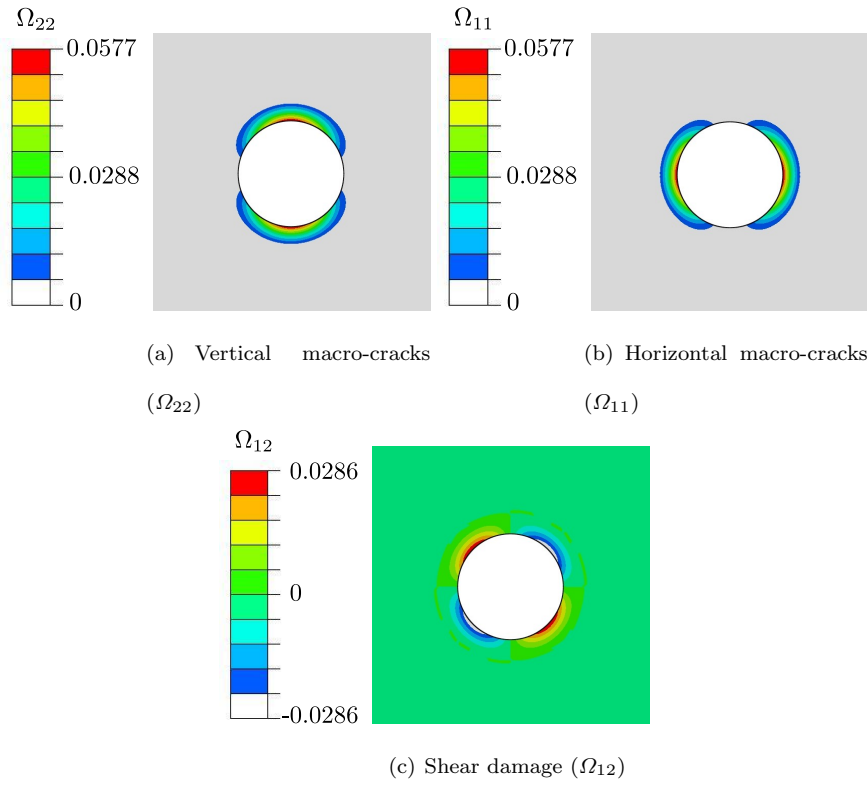 Ω22
0.0577
0.0288
0
Ω11
0.0577
0.0288
0
(a) Vertical macro-cracks
(Ω22)
(b) Horizontal macro-cracks
(Ω11)
Ω12
0.0286
0
-0.0286
(c) Shear damage (Ω12)